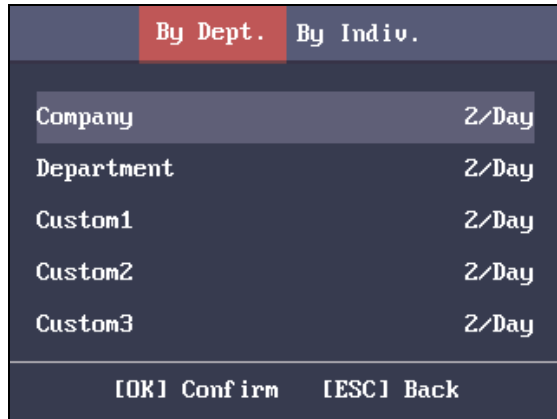 By Dept. By Indiv.
Company 2/Day
Department 2/Day
Custom1 2/Day
Custom2 2/Day
Custom3 2/Day
[OK] Confirm [ESC] Back